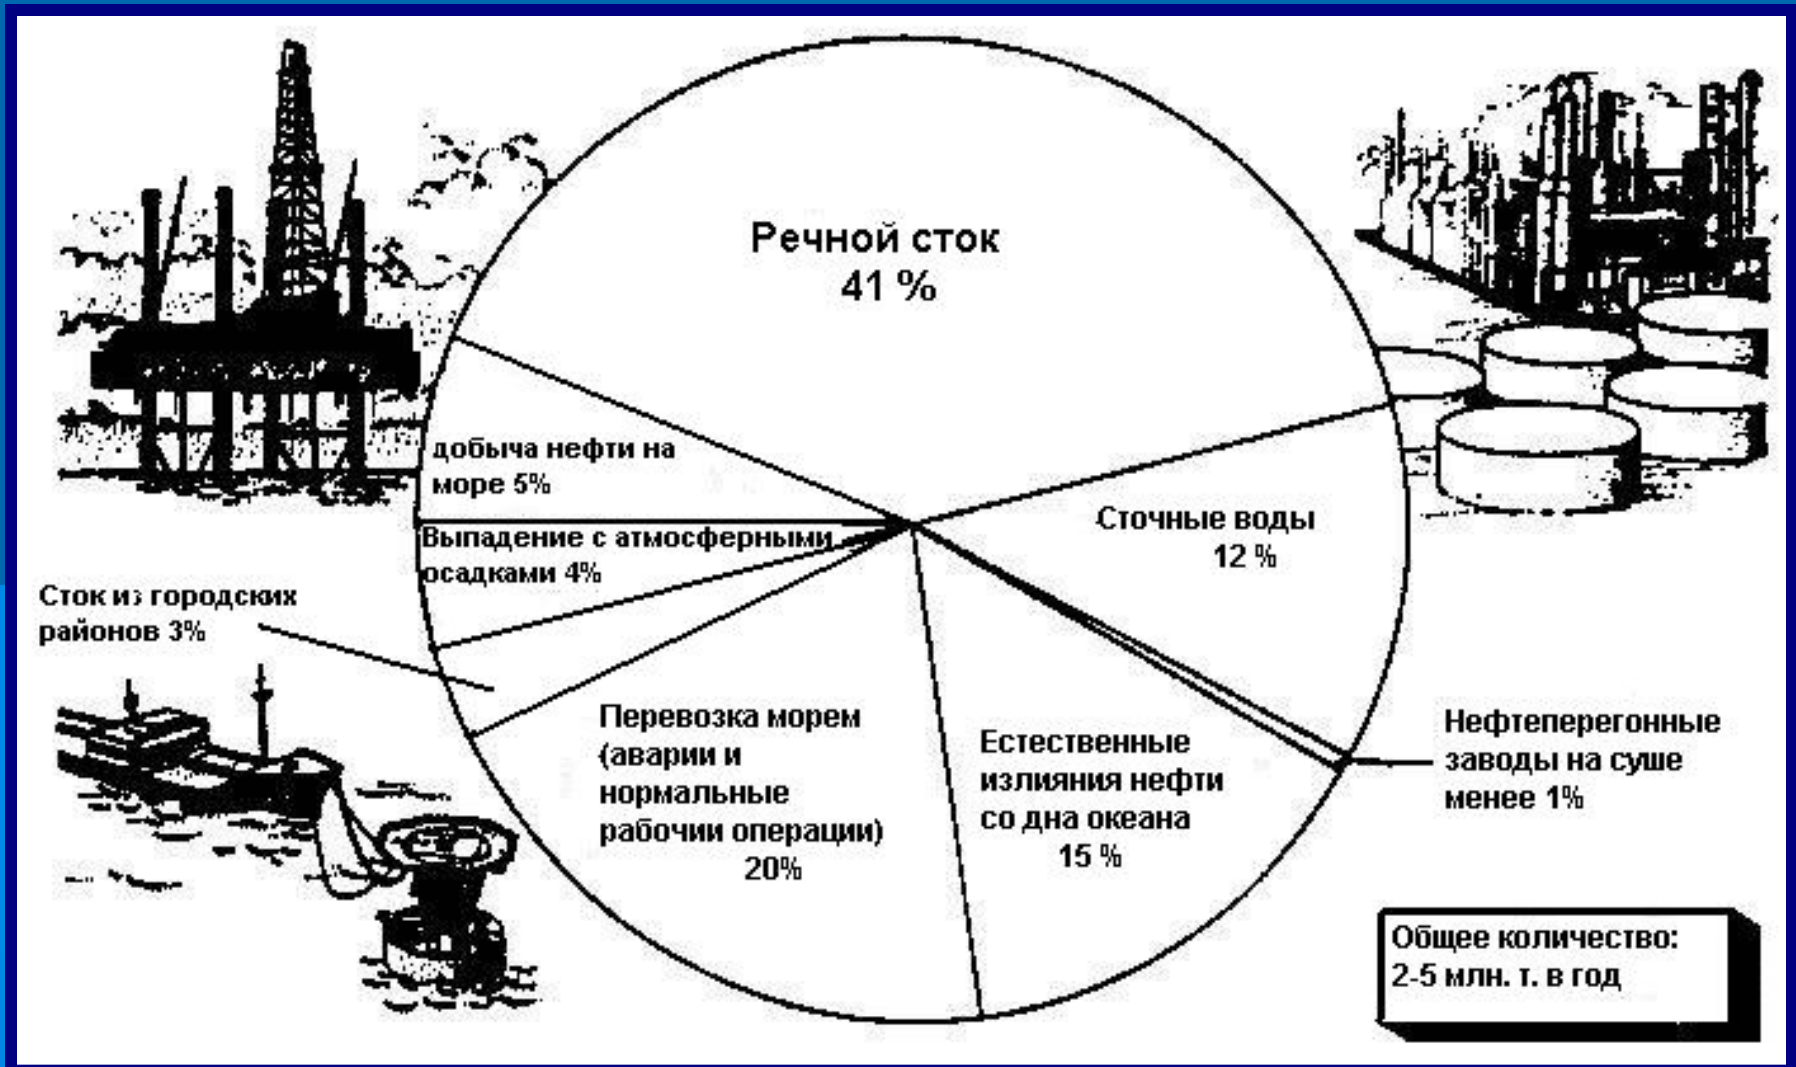 Речной сток
41 %
добыча нефти на
море 5%
Выпадение с атмосферными
осадками 4%
Сток из городских
районов 3%
Сточные воды
12 %
Перевозка морем
(аварии и
нормальные
рабочии операции)
20%
Естественные
излияния нефти
со дна океана
15 %
Нефтеперегонные
заводы на суше
менее 1%
Общее количество:
2-5 млн. т. в год